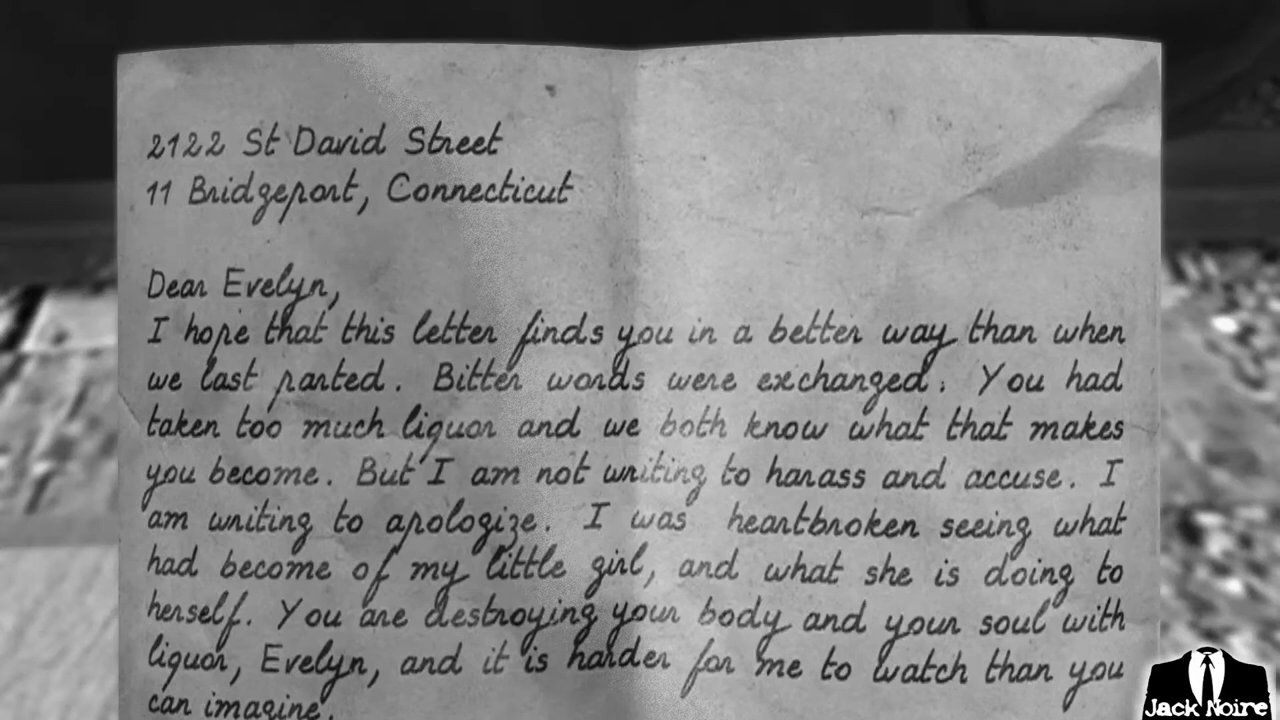 2122 St David Street
11 Bridgeport, Connecticut
Dear Evelyn,
I hope that this letter finds you in a better way than when
we last parted. Bitter words were exchanged. You had
taken too much liquor and we both know what that makes
you become. But I am not writing to harass and accuse. I
am writing to apologize. I was heartbroken seeing what
had become of my little girl, and what she is doing to
herself. You are destroying your body and your soul with
liquor, Evelyn, and it is harder for me to watch than you
can imagine.
Jack Noire